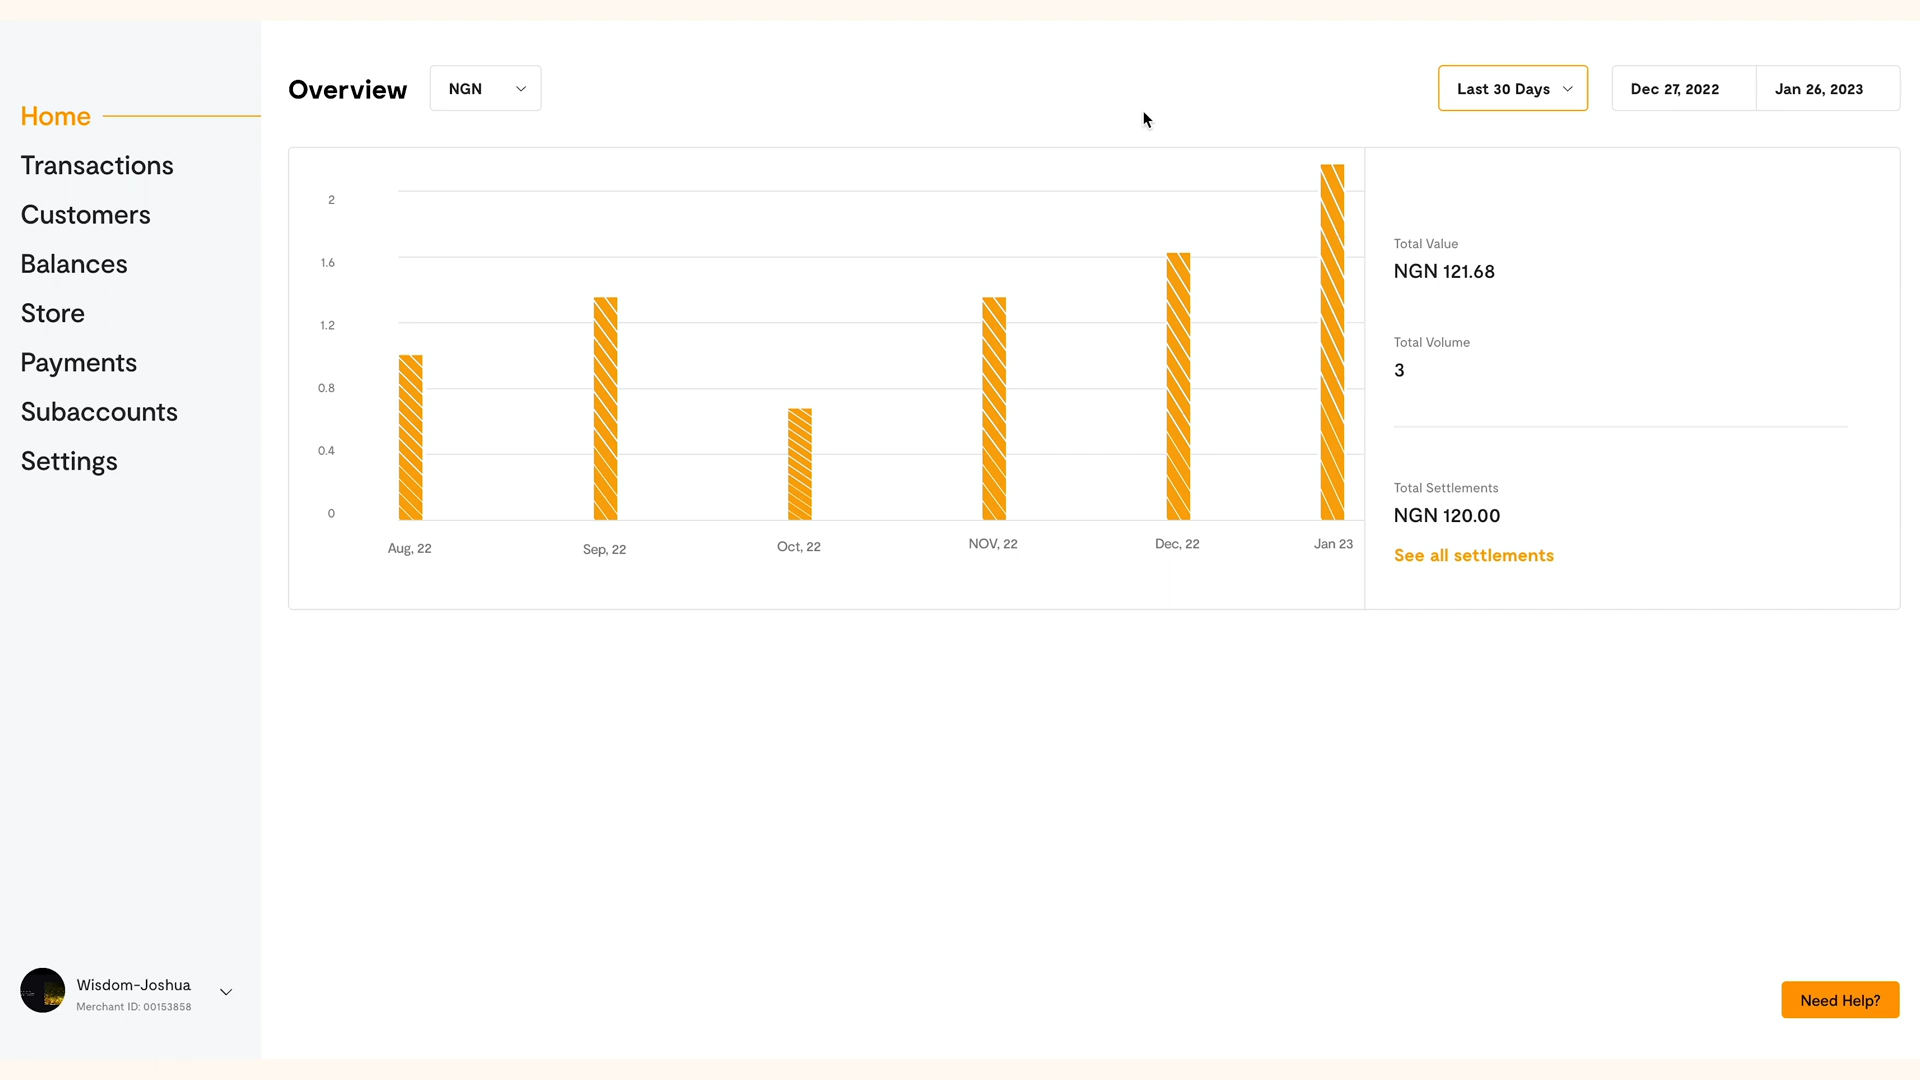 Home
Transactions
Customers
Balances
Store
Payments
Subaccounts
Settings
Wisdom-Joshua
Merchant ID: 00153858
Overview
NGN
Last 30 Days
Dec 27, 2022
Jan 26, 2023
2
1.6
1.2
0.8
0.4
0
Aug, 22
Sep, 22
Oct, 22
NOV, 22
Dec, 22
Jan 23
Total Value
NGN 121.68
Total Volume
3
Total Settlements
NGN 120.00
See all settlements
Need Help?